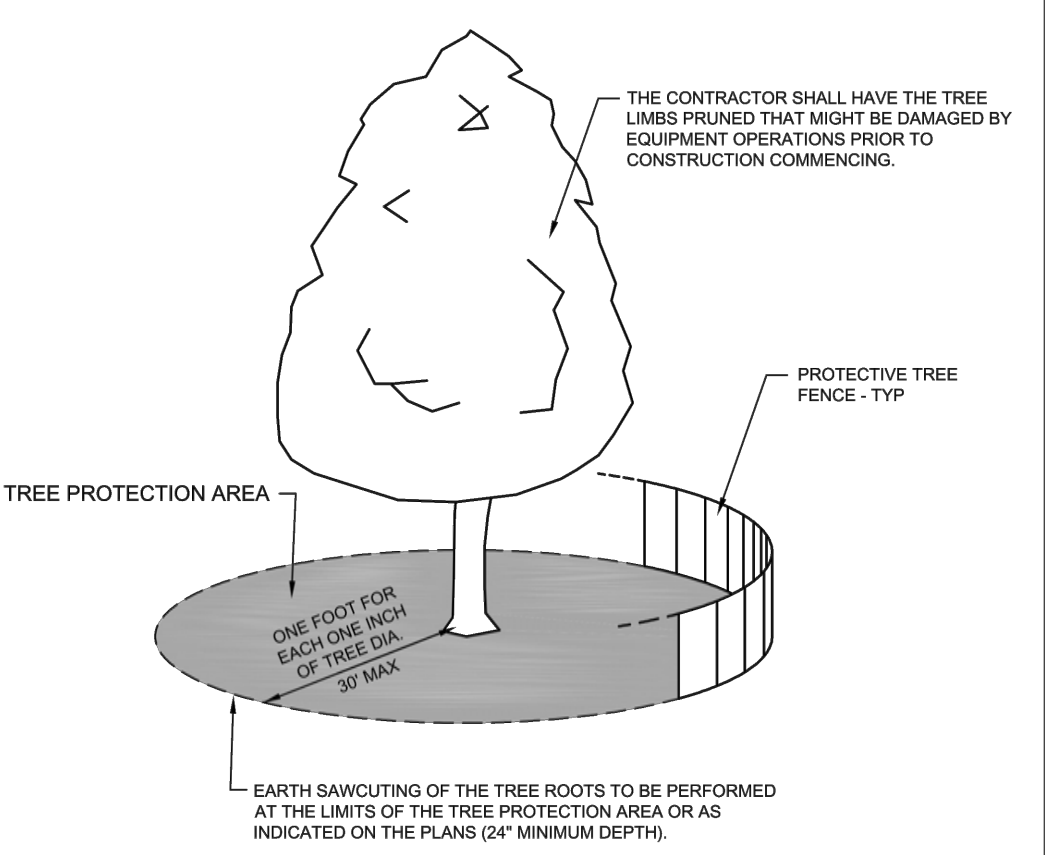 THE CONTRACTOR SHALL HAVE THE TREE
LIMBS PRUNED THAT MIGHT BE DAMAGED BY
EQUIPMENT OPERATIONS PRIOR TO
CONSTRUCTION COMMENCING.
PROTECTIVE TREE
FENCE - TYP
TREE PROTECTION AREA
ONE FOOT FOR
EACH ONE INCH
OF TREE DIA.
30' MAX
EARTH SAWCUTING OF THE TREE ROOTS TO BE PERFORMED
AT THE LIMITS OF THE TREE PROTECTION AREA OR AS
INDICATED ON THE PLANS (24" MINIMUM DEPTH).